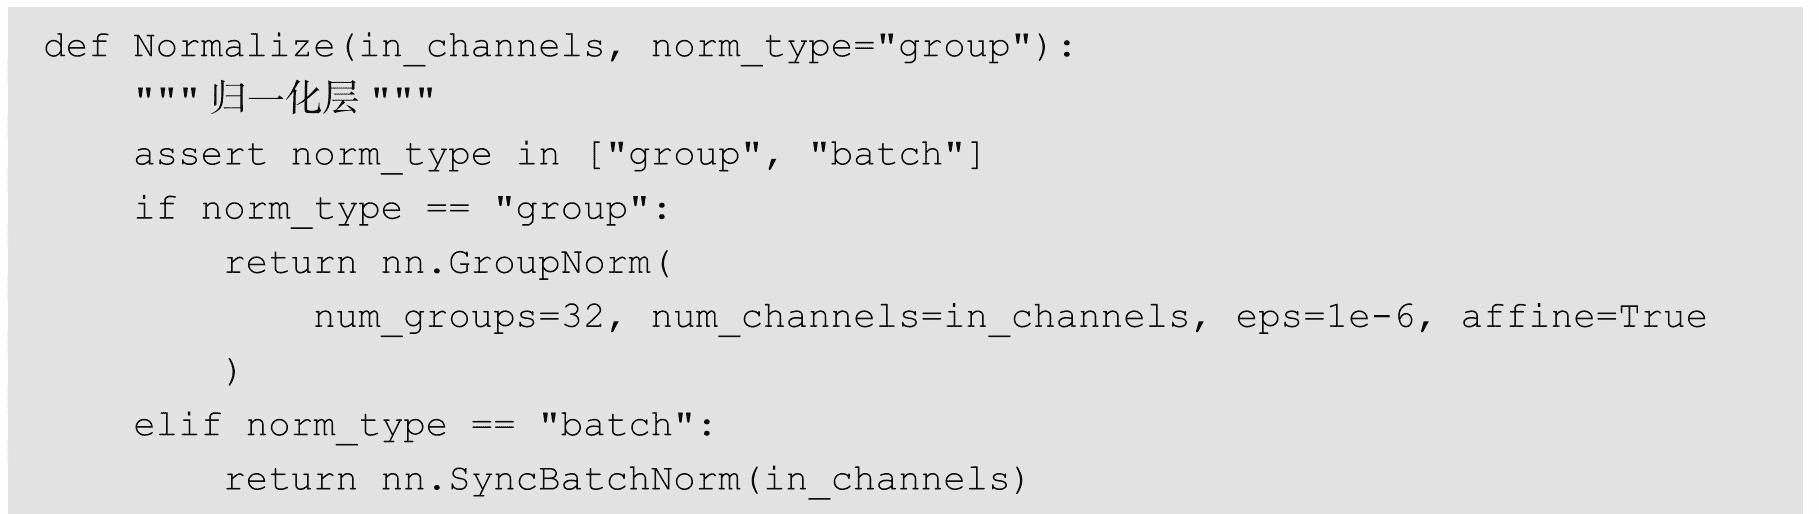 def Normalize(in_channels, norm_type="group"):
    """归一化层"""
    assert norm_type in ["group", "batch"]
    if norm_type == "group":
        return nn.GroupNorm(
            num_groups=32, num_channels=in_channels, eps=1e-6, affine=True
        )
    elif norm_type == "batch":
        return nn.SyncBatchNorm(in_channels)